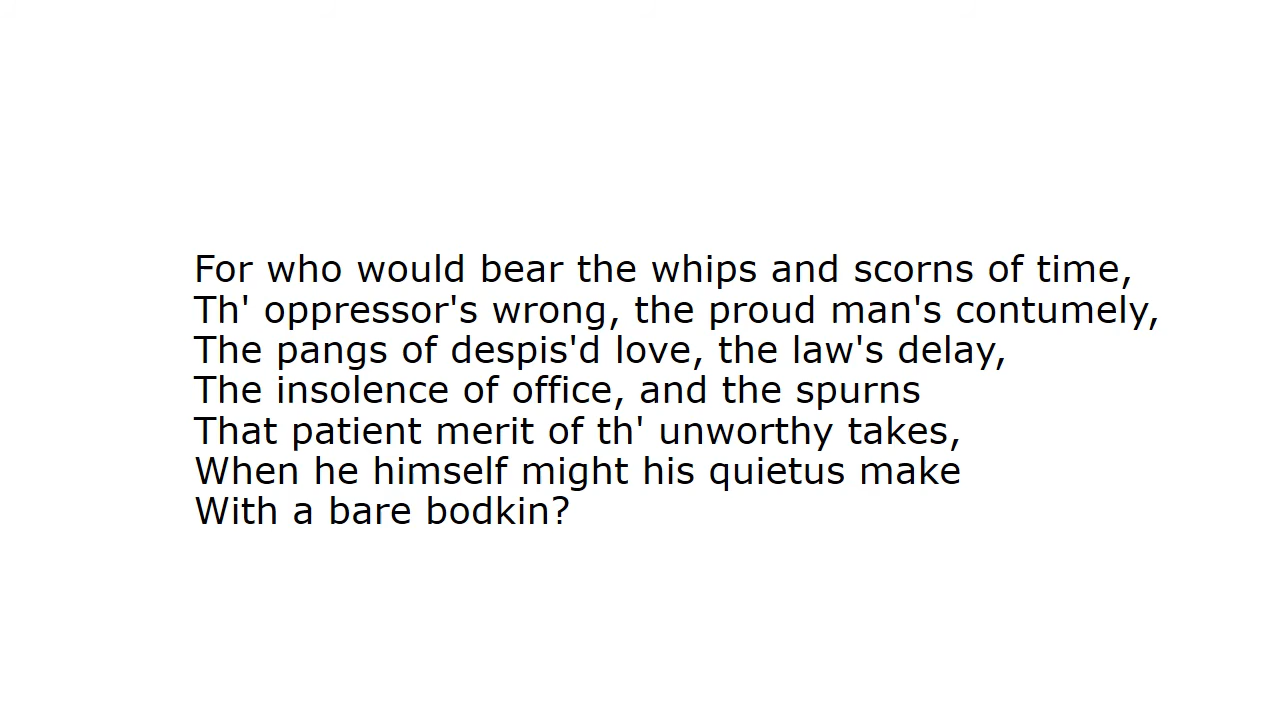 For who would bear the whips and scorns of time,
Th' oppressor's wrong, the proud man's contumely,
The pangs of despis'd love, the law's delay,
The insolence of office, and the spurns
That patient merit of th' unworthy takes,
When he himself might his quietus make
With a bare bodkin?